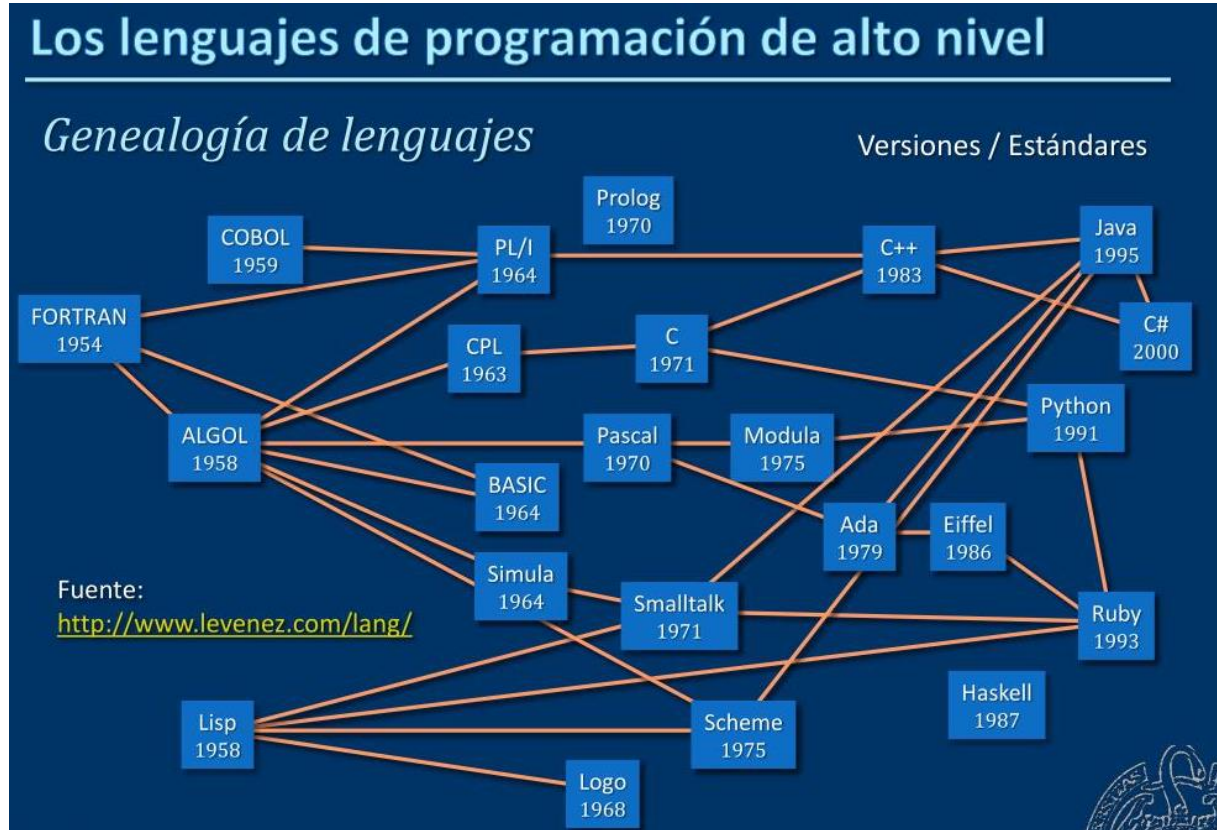 Los lenguajes de programación de alto nivel
Genealogía de lenguajes
Versiones / Estándares
Prolog
1970
COBOL
1959
PL/I
1964
C++
1983
Java
1995
FORTRAN
1954
CPL
1963
C
1971
C#
2000
ALGOL
1958
Pascal
1970
Modula
1975
Python
1991
BASIC
1964
Ada
1979
Eiffel
1986
Simula
1964
Smalltalk
1971
Ruby
1993
Fuente:
http://www.levenez.com/lang/
Lisp
1958
Scheme
1975
Haskell
1987
Logo
1968